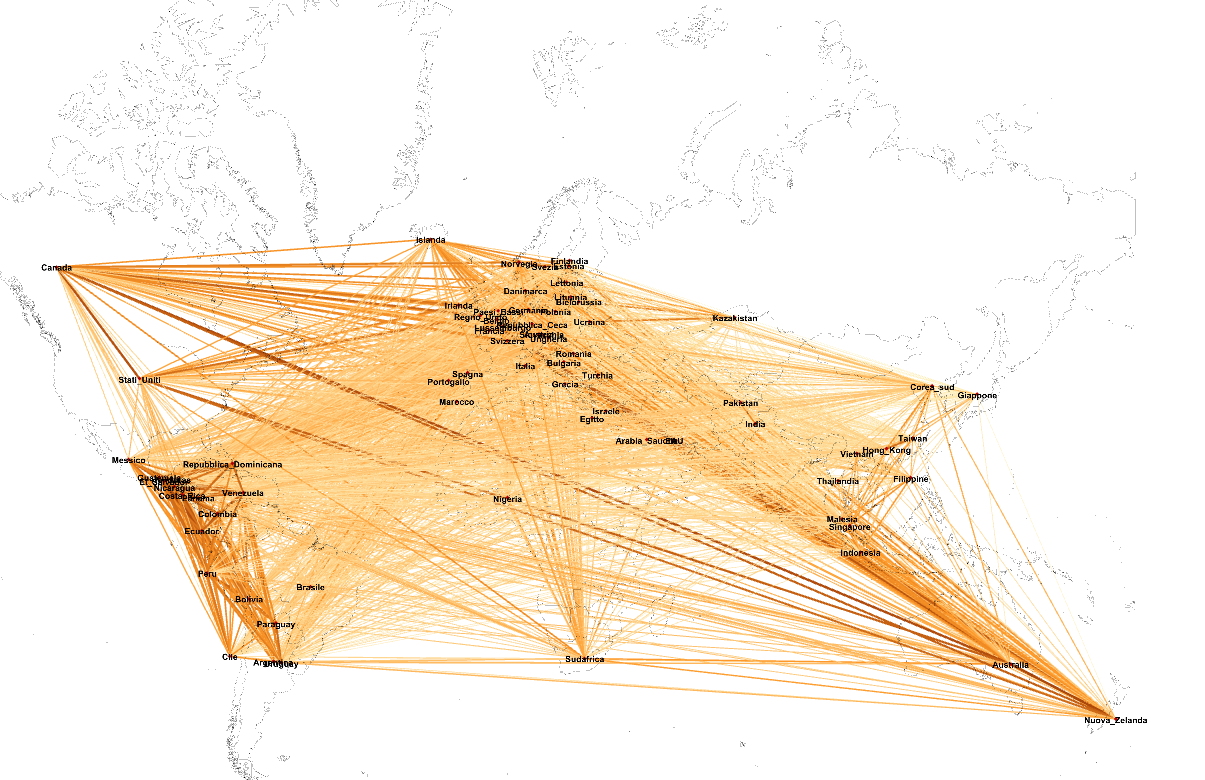 Islanda
Canada
Norvegia
Svezia
Finlandia
Estonia
Lettonia
Danimarca
Lituania
Bielorussia
Irlanda
Regno_Unito
Paesi_Bassi
Germania
Polonia
Kazakistan
Belgio
Repubblica_Ceca
Ucraina
Lussemburgo
Francia
Svizzera
Ungheria
Romania
Bulgaria
Italia
Stati_Uniti
Spagna
Portogallo
Turchia
Grecia
Corea_sud
Giappone
Marocco
Israele
Egitto
Pakistan
India
Arabia_Saudita
EAU
Taiwan
Hong_Kong
Vietnam
Messico
Repubblica_Dominicana
Guatemala
El_Salvador
Nicaragua
Costa_Rica
Panama
Venezuela
Nigeria
Thailandia
Filippine
Colombia
Malesia
Singapore
Ecuador
Indonesia
Perù
Brasile
Bolivia
Paraguay
Cile
Argentina
Uruguay
Sudafrica
Australia
Nuova_Zelanda